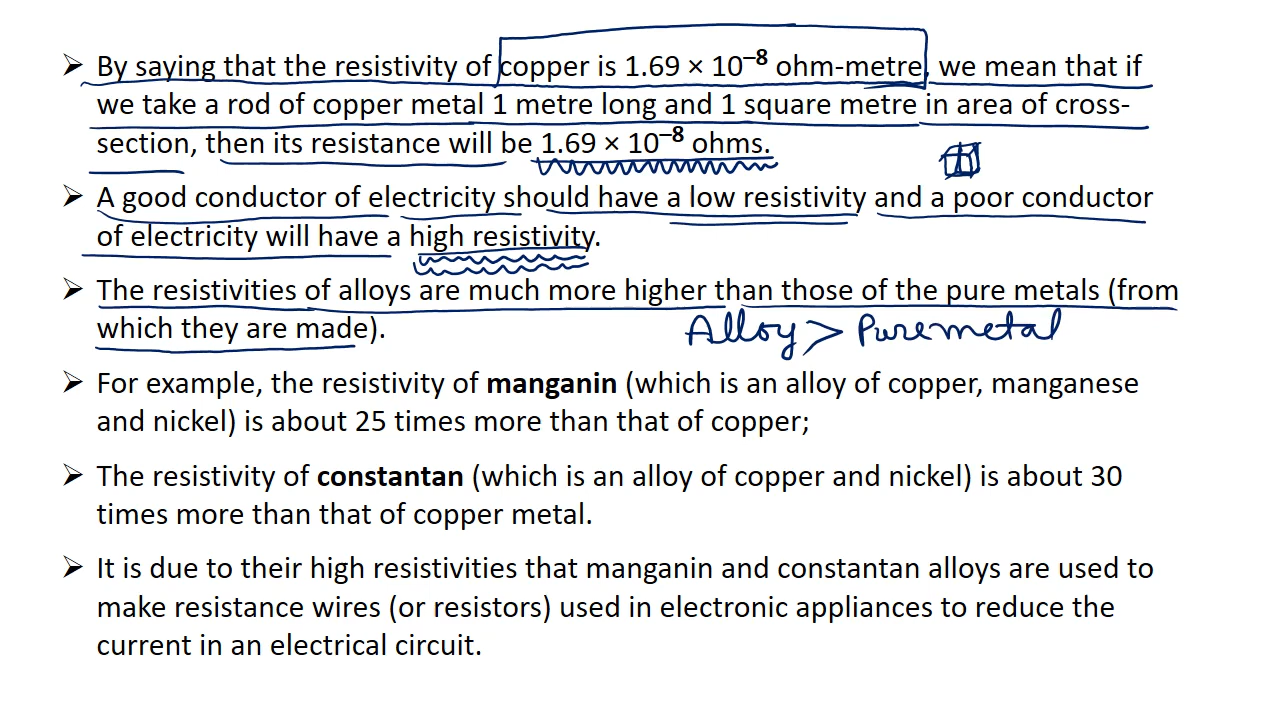 ➢ By saying that the resistivity of copper is 1.69 × 10⁻⁸ ohm-metre, we mean that if
we take a rod of copper metal 1 metre long and 1 square metre in area of cross-
section, then its resistance will be 1.69 × 10⁻⁸ ohms.
➢ A good conductor of electricity should have a low resistivity and a poor conductor
of electricity will have a high resistivity.
➢ The resistivities of alloys are much more higher than those of the pure metals (from
which they are made).
Alloy > Pure metal
➢ For example, the resistivity of manganin (which is an alloy of copper, manganese
and nickel) is about 25 times more than that of copper;
➢ The resistivity of constantan (which is an alloy of copper and nickel) is about 30
times more than that of copper metal.
➢ It is due to their high resistivities that manganin and constantan alloys are used to
make resistance wires (or resistors) used in electronic appliances to reduce the
current in an electrical circuit.